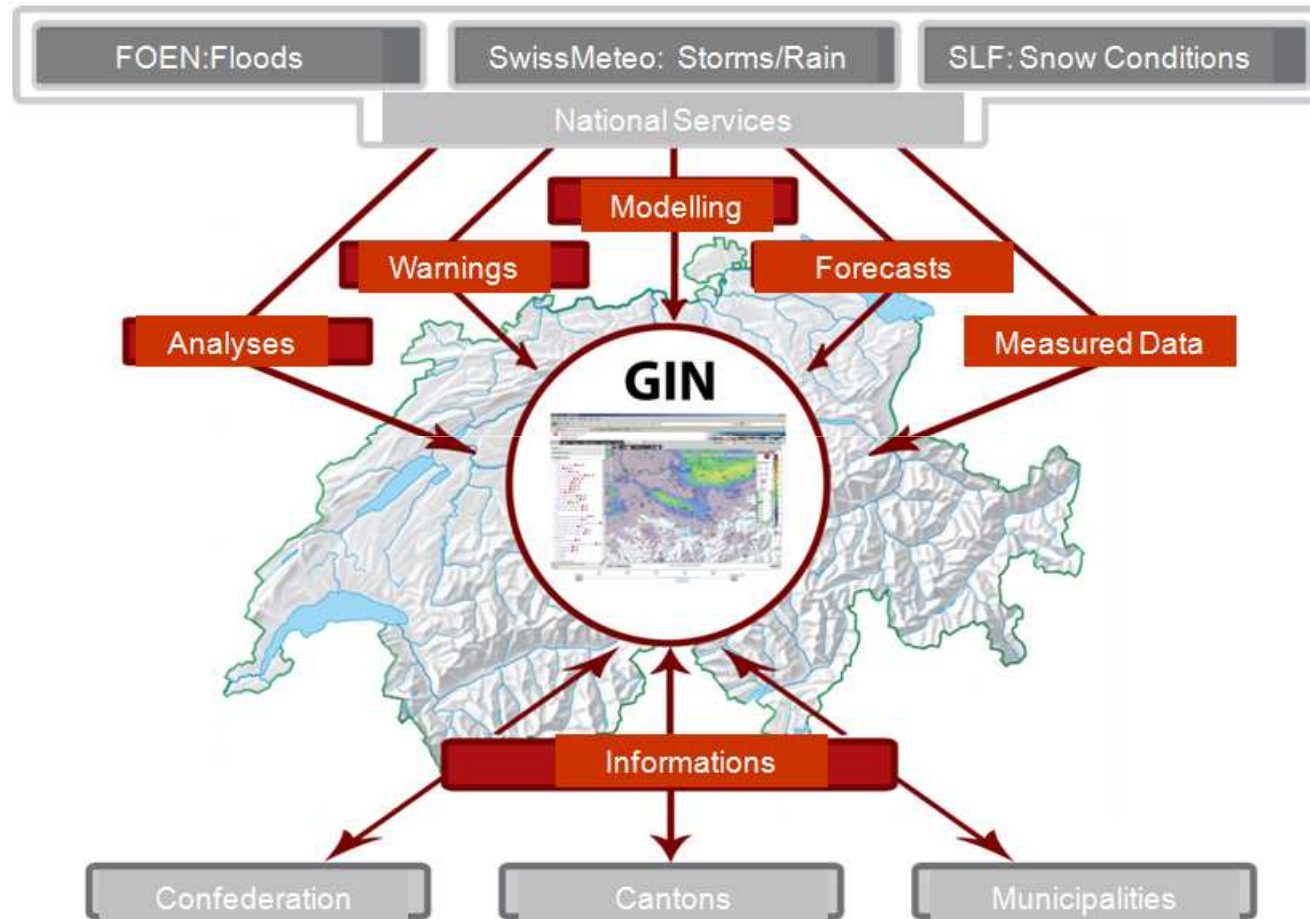 FOEN:Floods
SwissMeteo: Storms/Rain
SLF: Snow Conditions
National Services
Modelling
Warnings
Forecasts
Analyses
Measured Data
GIN
Informations
Confederation
Cantons
Municipalities